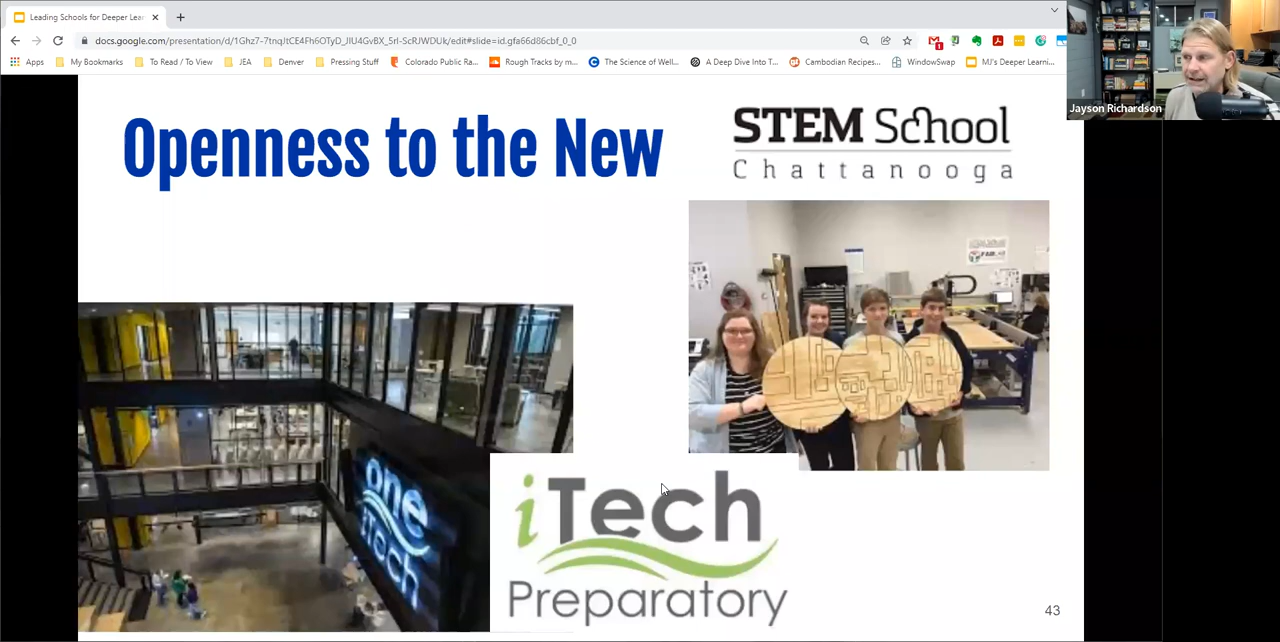 Leading Schools for Deeper Lear
docs.google.com/presentation/d/1Ghz7-7tnqJtCE4Fh6OTyD_JIU4GvBX_5rI-ScRJWDUk/edit#slide=id.gfa66d86cbf_0_0
Apps My Bookmarks To Read / To View JEA Denver Pressing Stuff Colorado Public Ra... Rough Tracks by m... The Science of Well... A Deep Dive Into T... Cambodian Recipes... WindowSwap MJ's Deeper Learni...
Jayson Richardson
Openness to the New
STEM School
Chattanooga
FABLAB
one
iTech
iTech
Preparatory
43